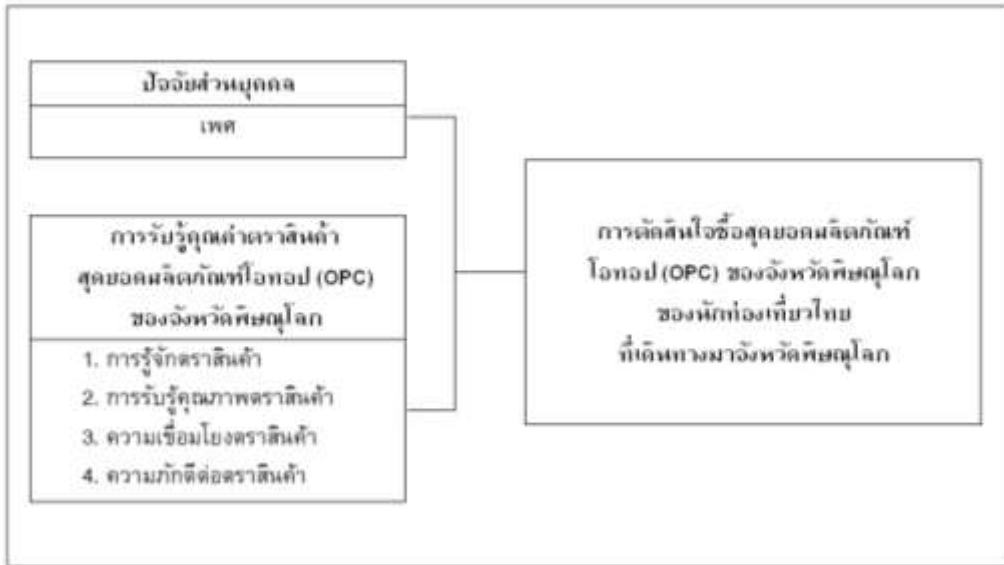 ปัจจัยส่วนบุคคล
เพศ
การรับรู้คุณค่าตราสินค้า
สุดยอดผลิตภัณฑ์โอทอป (OPC)
ของจังหวัดพิษณุโลก
1. การรู้จักตราสินค้า
2. การรับรู้คุณภาพตราสินค้า
3. ความเชื่อมโยงตราสินค้า
4. ความภักดีต่อตราสินค้า
การตัดสินใจซื้อสุดยอดผลิตภัณฑ์
โอทอป (OPC) ของจังหวัดพิษณุโลก
ของนักท่องเที่ยวไทย
ที่เดินทางมาจังหวัดพิษณุโลก